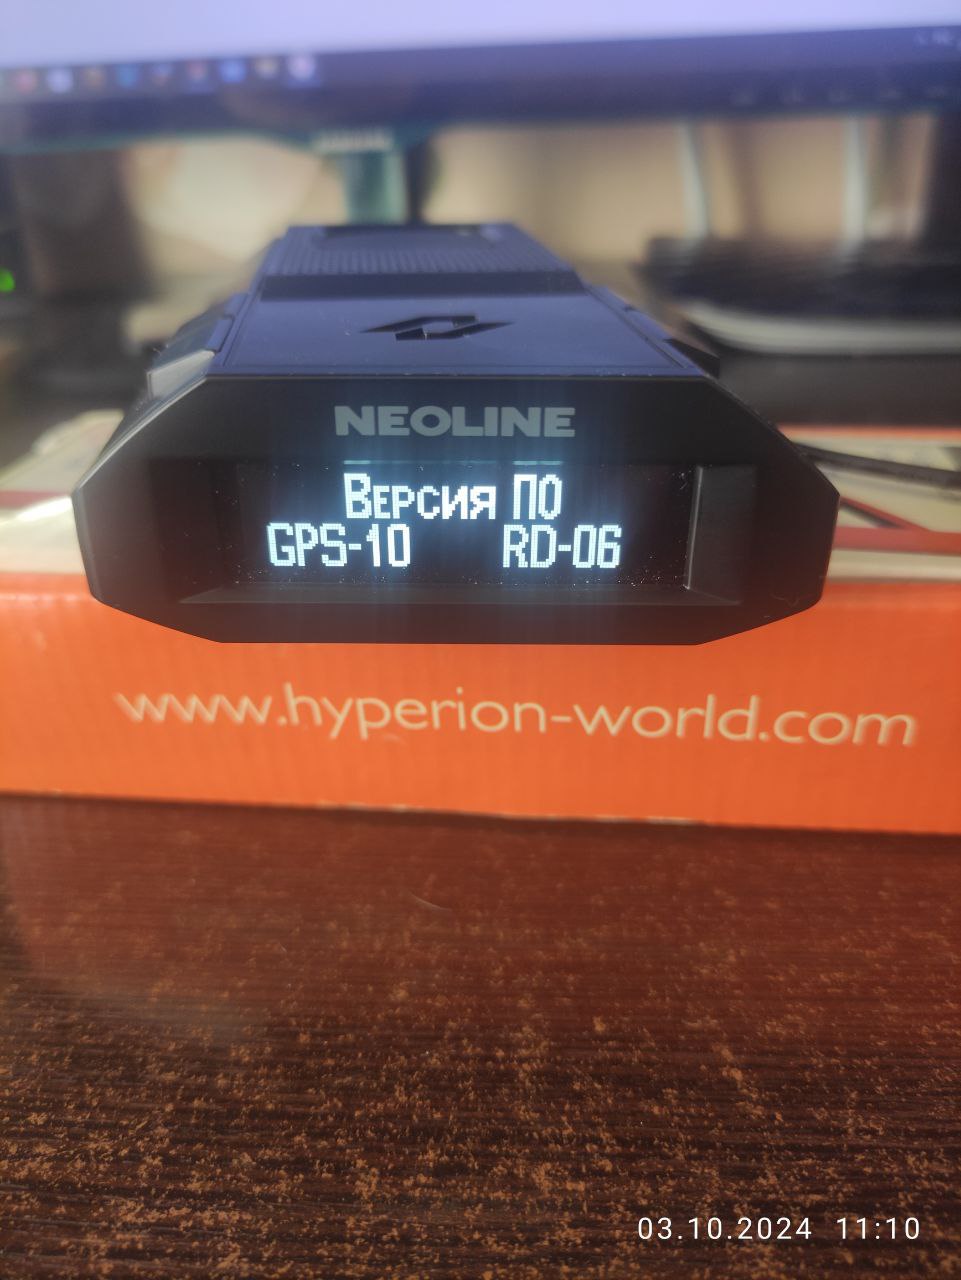 NEOLINE
Версия ПО
GPS-10 RD-06
www.hyperion-world.com
03.10.2024 11:10